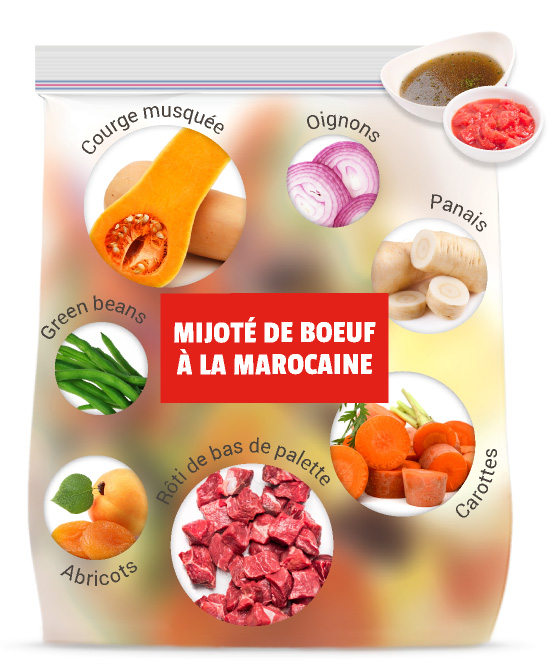 Courge musquée
Oignons
Panais
Green beans
MIJOTÉ DE BOEUF
À LA MAROCAINE
Rôti de bas de palette
Carottes
Abricots